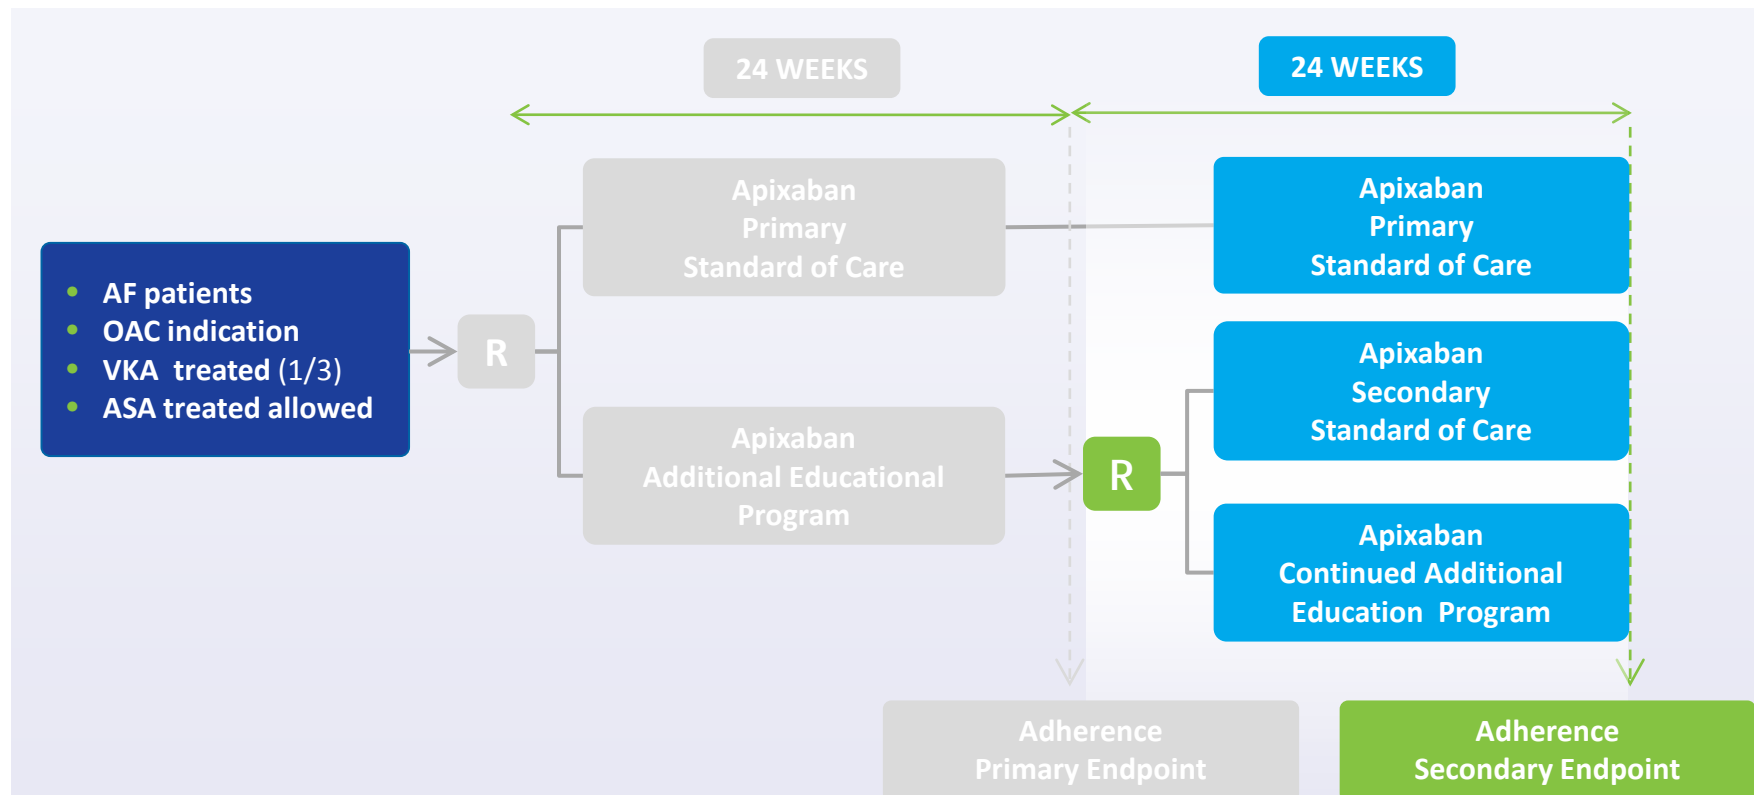 24 WEEKS
24 WEEKS
• AF patients
• OAC indication
• VKA treated (1/3)
• ASA treated allowed
R
Apixaban
Primary
Standard of Care
Apixaban
Additional Educational
Program
R
Apixaban
Primary
Standard of Care
Apixaban
Secondary
Standard of Care
Apixaban
Continued Additional
Education Program
Adherence
Primary Endpoint
Adherence
Secondary Endpoint